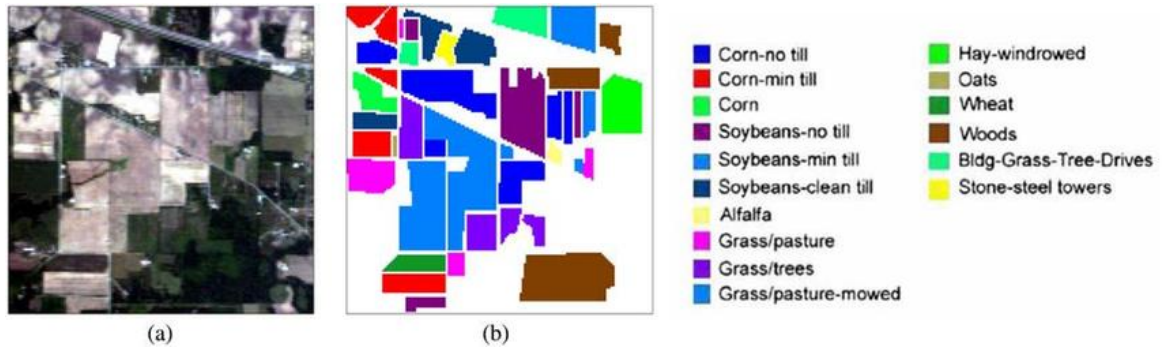 Corn-no till
Corn-min till
Corn
Soybeans-no till
Soybeans-min till
Soybeans-clean till
Alfalfa
Grass/pasture
Grass/trees
Grass/pasture-mowed
Hay-windrowed
Oats
Wheat
Woods
Bldg-Grass-Tree-Drives
Stone-steel towers
(a)
(b)